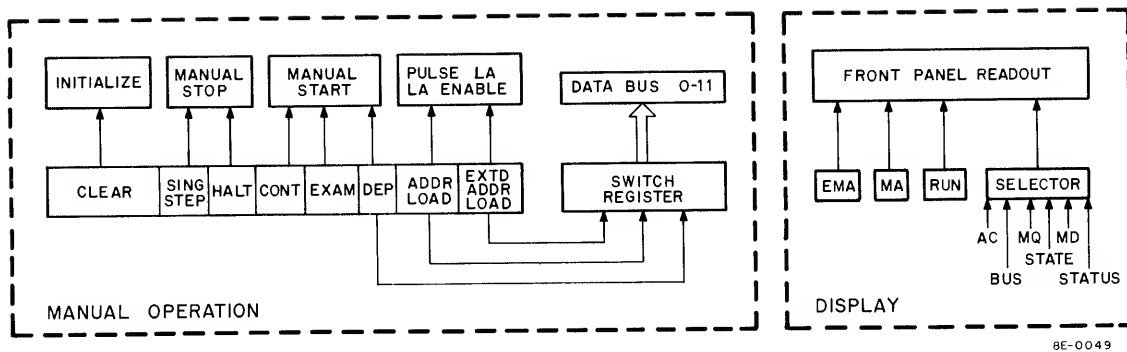 INITIALIZE
MANUAL
STOP
MANUAL
START
PULSE LA
LA ENABLE
DATA BUS 0-11
CLEAR
SING
STEP
HALT
CONT
EXAM
DEP
ADDR
LOAD
EXTD
ADDR
LOAD
SWITCH
REGISTER
MANUAL OPERATION
FRONT PANEL READOUT
EMA
MA
RUN
SELECTOR
AC
MQ
MD
STATE
BUS
STATUS
DISPLAY
8E-0049